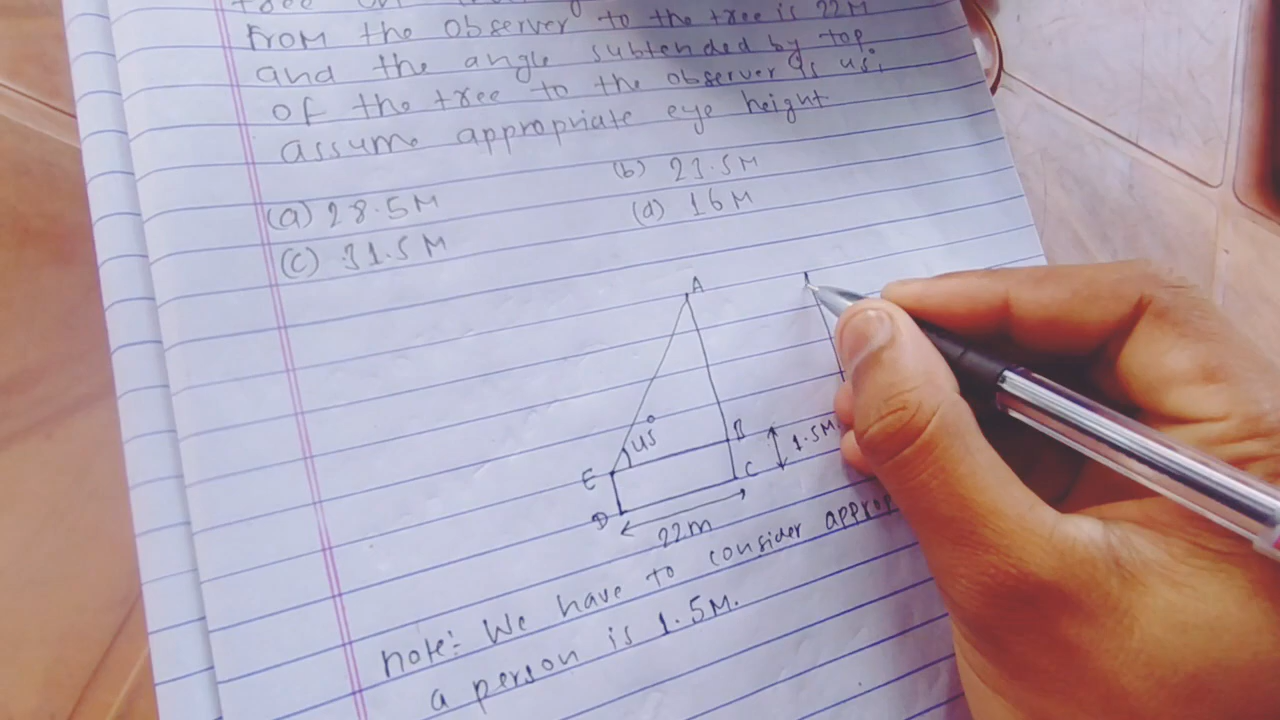 From the observer to the tree is 22M
and the angle subtended by top
of the tree to the observer is 45°.
assume appropriate eye height
(a) 28.5M (b) 23.5M
(c) 31.5M (d) 16M
A
45°
B
1.5M.
E
C
D
22m
note:- We have to consider approp
a person is 1.5M.